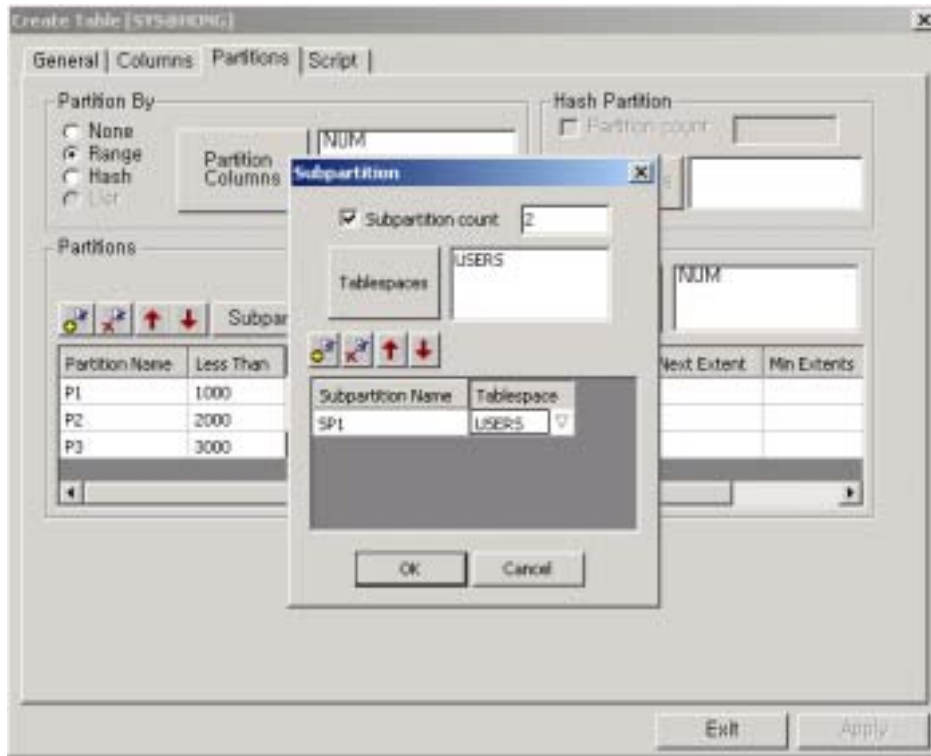 Create Table [SYS@HONG]
General Columns Partitions Script
Partition By
None
Range
Hash
List
Partition Columns
NUM
Hash Partition
Partition count
Subpartition
Subpartition count 2
Tablespaces
USERS
Subpartition Name Tablespace
SP1 USERS
OK Cancel
Partitions
Subpar
NUM
Partition Name Less Than Next Extent Min Extents
P1 1000
P2 2000
P3 3000
Exit Apply